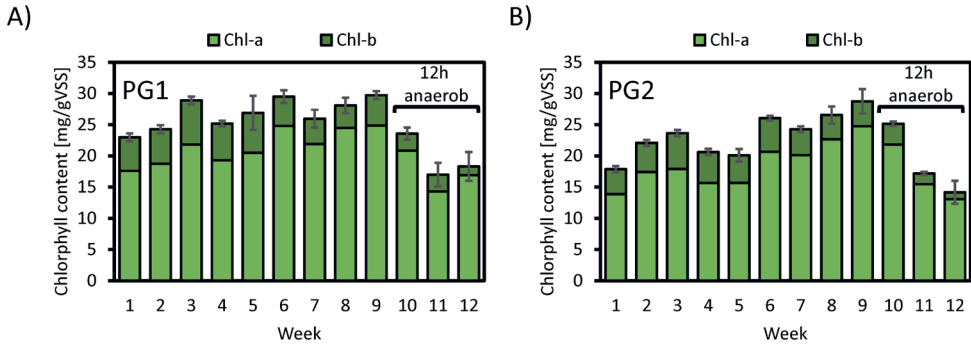 A)
Chl-a Chl-b
Chlorphyll content [mg/gVSS]
35
30
25
20
15
10
5
0
PG1
12h
anaerob
1 2 3 4 5 6 7 8 9 10 11 12
Week
B)
Chl-a Chl-b
Chlorphyll content [mg/gVSS]
35
30
25
20
15
10
5
0
PG2
12h
anaerob
1 2 3 4 5 6 7 8 9 10 11 12
Week